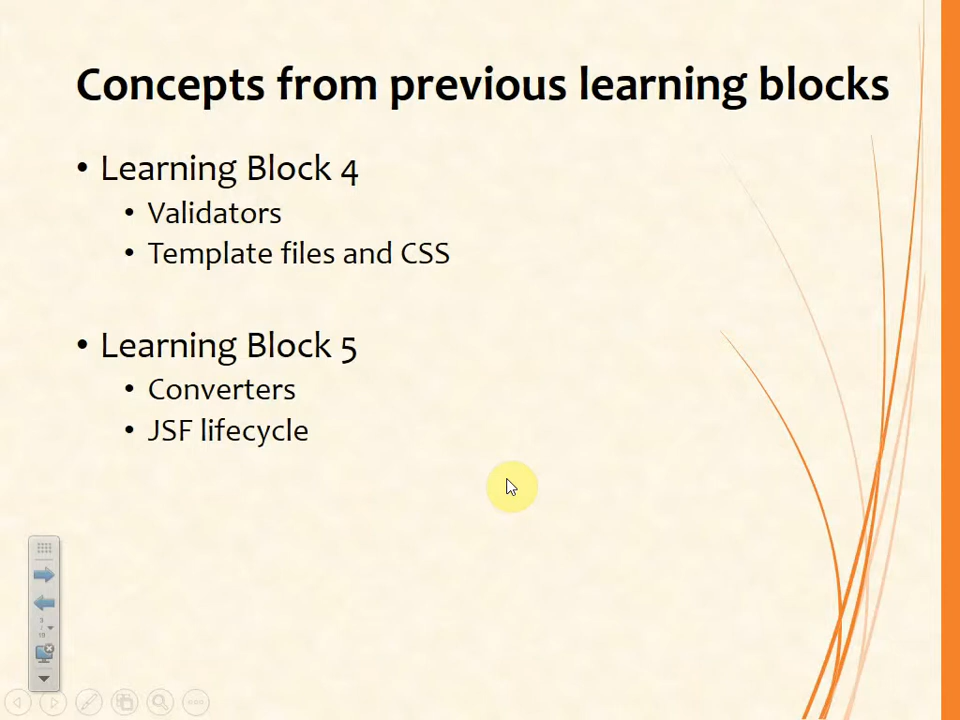 Concepts from previous learning blocks
• Learning Block 4
• Validators
• Template files and CSS
• Learning Block 5
• Converters
• JSF lifecycle